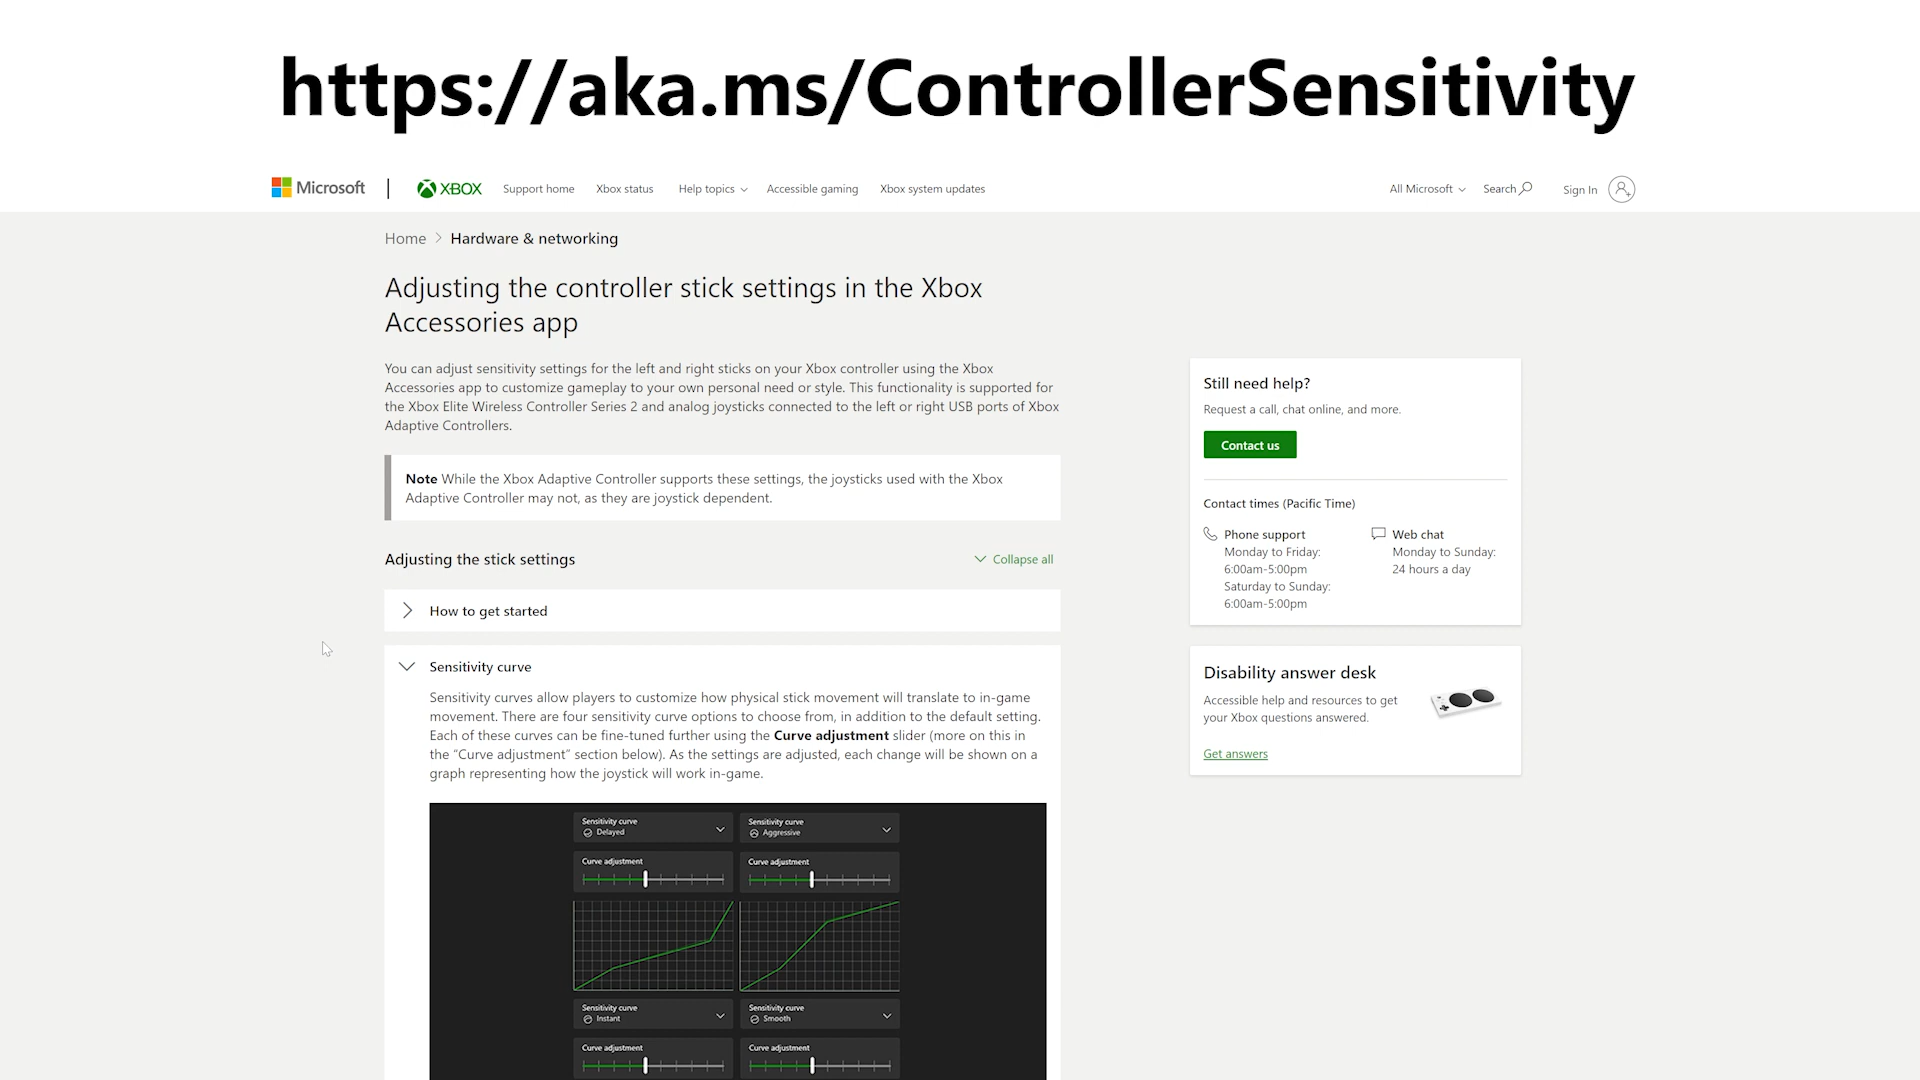 https://aka.ms/ControllerSensitivity
Microsoft XBOX Support home Xbox status Help topics Accessible gaming Xbox system updates All Microsoft Search Sign In
Home Hardware & networking
Adjusting the controller stick settings in the Xbox
Accessories app
You can adjust sensitivity settings for the left and right sticks on your Xbox controller using the Xbox
Accessories app to customize gameplay to your own personal need or style. This functionality is supported for
the Xbox Elite Wireless Controller Series 2 and analog joysticks connected to the left or right USB ports of Xbox
Adaptive Controllers.
Note While the Xbox Adaptive Controller supports these settings, the joysticks used with the Xbox
Adaptive Controller may not, as they are joystick dependent.
Adjusting the stick settings
Collapse all
How to get started
Sensitivity curve
Sensitivity curves allow players to customize how physical stick movement will translate to in-game
movement. There are four sensitivity curve options to choose from, in addition to the default setting.
Each of these curves can be fine-tuned further using the Curve adjustment slider (more on this in
the “Curve adjustment” section below). As the settings are adjusted, each change will be shown on a
graph representing how the joystick will work in-game.
Sensitivity curve
Delayed
Sensitivity curve
Aggressive
Curve adjustment
Curve adjustment
Sensitivity curve
Instant
Sensitivity curve
Smooth
Curve adjustment
Curve adjustment
Still need help?
Request a call, chat online, and more.
Contact us
Contact times (Pacific Time)
Phone support
Monday to Friday:
6:00am-5:00pm
Saturday to Sunday:
6:00am-5:00pm
Web chat
Monday to Sunday:
24 hours a day
Disability answer desk
Accessible help and resources to get
your Xbox questions answered.
Get answers